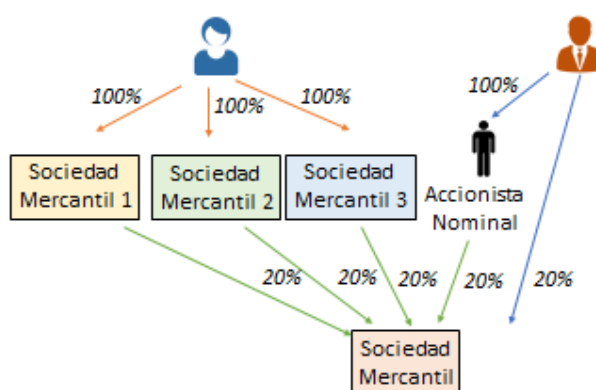 100%
100%
100%
100%
Sociedad
Mercantil 1
Sociedad
Mercantil 2
Sociedad
Mercantil 3
Accionista
Nominal
20%
20%
20%
20%
20%
Sociedad
Mercantil